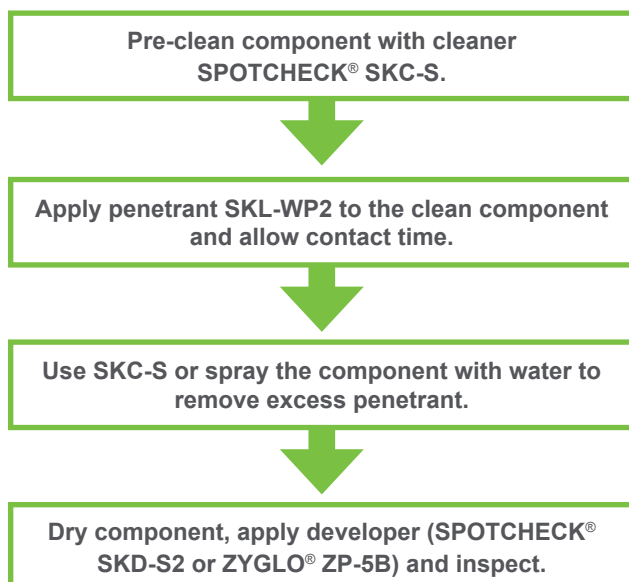 Pre-clean component with cleaner
SPOTCHECK® SKC-S.
Apply penetrant SKL-WP2 to the clean component
and allow contact time.
Use SKC-S or spray the component with water to
remove excess penetrant.
Dry component, apply developer (SPOTCHECK®
SKD-S2 or ZYGLO® ZP-5B) and inspect.